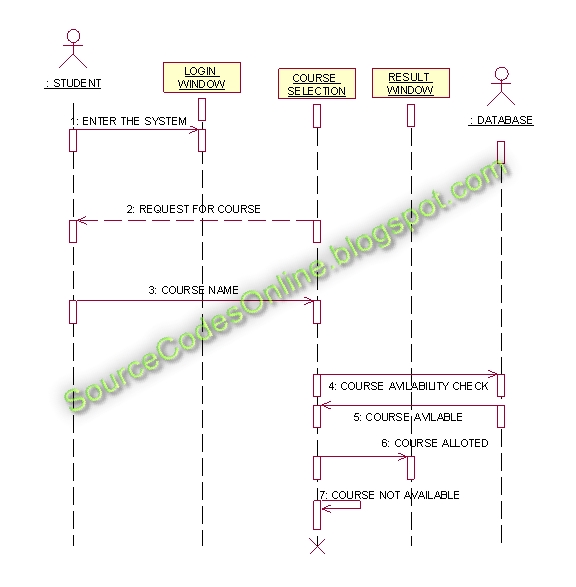 : STUDENT
LOGIN
WINDOW
COURSE
SELECTION
RESULT
WINDOW
: DATABASE
1: ENTER THE SYSTEM
2: REQUEST FOR COURSE
3: COURSE NAME
4: COURSE AVILABILITY CHECK
5: COURSE AVILABLE
6: COURSE ALLOTED
7: COURSE NOT AVAILABLE
SourceCodesOnline.blogspot.com